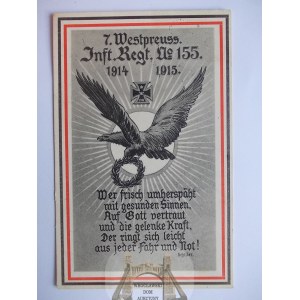 7. Westpreuss.
Inft. Regt. No 155.
1914 1915.
Wer frisch umherspäht
mit gesunden Sinnen,
Auf Gott vertraut
und die gelenke Kraft,
Der ringt sich leicht
aus jeder Fahr und Not!
DOM